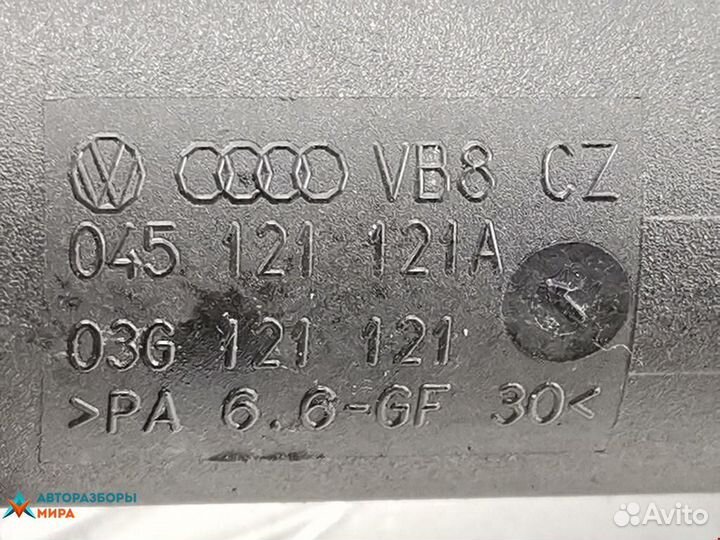 VB8 CZ
045 121 121A
03G 121 121
>PA 6.6-GF 30<
АВТОРАЗБОРЫ
МИРА
Avito